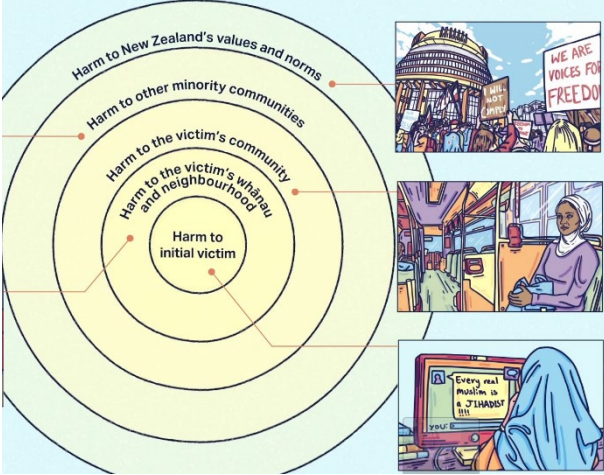 Harm to New Zealand's values and norms
Harm to other minority communities
Harm to the victim's community
Harm to the victim's whānau
and neighbourhood
Harm to
initial victim
I WILL
NOT
COMPLY
WE ARE
VOICES FOR
FREEDO
Every real
muslim is
a JIHADIST
!!!!
YOU: